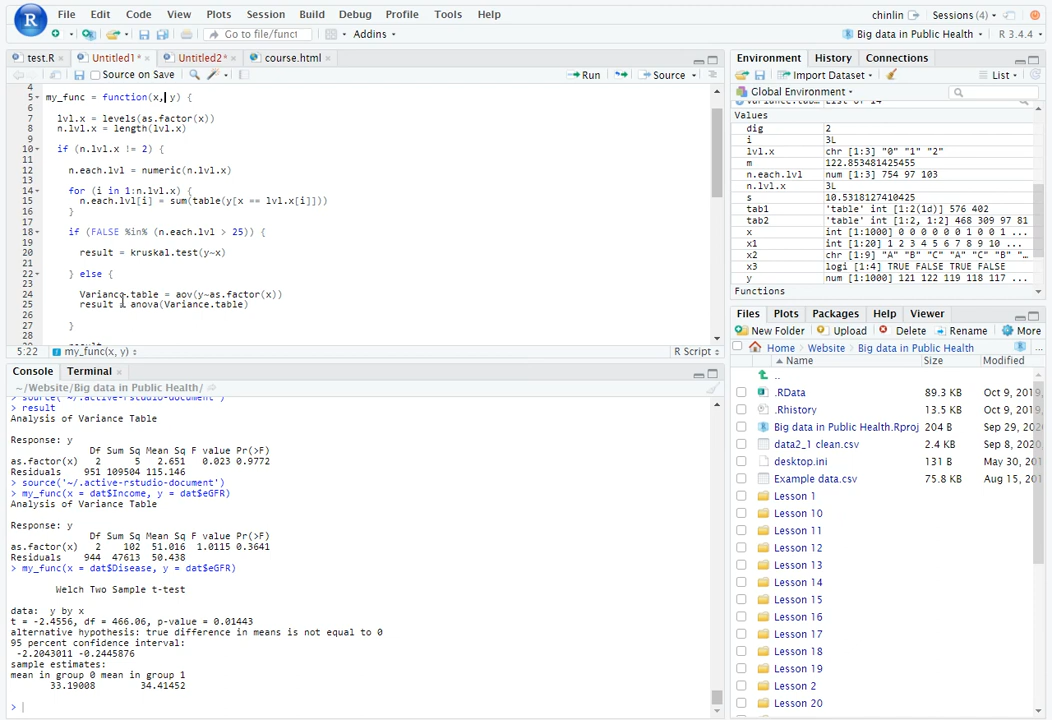 File Edit Code View Plots Session Build Debug Profile Tools Help
chinlin Sessions (4)
Go to file/funct Addins
Big data in Public Health R 3.4.4
test.R Untitled1* Untitled2* course.html
Source on Save Run Source
4
5 my_func = function(x, y) {
6
7 lvl.x = levels(as.factor(x))
8 n.lvl.x = length(lvl.x)
9
10 if (n.lvl.x != 2) {
11
12 n.each.lvl = numeric(n.lvl.x)
13
14 for (i in 1:n.lvl.x) {
15 n.each.lvl[i] = sum(table(y[x == lvl.x[i]]))
16 }
17
18 if (FALSE %in% (n.each.lvl > 25)) {
19
20 result = kruskal.test(y~x)
21
22 } else {
23
24 Variance.table = aov(y~as.factor(x))
25 result = anova(Variance.table)
26
27 }
28
5:22 my_func(x, y) R Script
Console Terminal
~/Website/Big data in Public Health/
> source('~/.active-rstudio-document')
> result
Analysis of Variance Table
Response: y
Df Sum Sq Mean Sq F value Pr(>F)
as.factor(x) 2 5 2.651 0.023 0.9772
Residuals 951 109504 115.146
> source('~/.active-rstudio-document')
> my_func(x = dat$Income, y = dat$eGFR)
Analysis of Variance Table
Response: y
Df Sum Sq Mean Sq F value Pr(>F)
as.factor(x) 2 102 51.016 1.0115 0.3641
Residuals 944 47613 50.438
> my_func(x = dat$Disease, y = dat$eGFR)
Welch Two Sample t-test
data: y by x
t = -2.4556, df = 466.06, p-value = 0.01443
alternative hypothesis: true difference in means is not equal to 0
95 percent confidence interval:
-2.2043011 -0.2445876
sample estimates:
mean in group 0 mean in group 1
33.19008 34.41452
>
Environment History Connections
Import Dataset List
Global Environment
Values
dig 2
i 3L
lvl.x chr [1:3] "0" "1" "2"
m 122.853481425455
n.each.lvl num [1:3] 754 97 103
n.lvl.x 3L
s 10.5318127410425
tab1 'table' int [1:2(1d)] 576 402
tab2 'table' int [1:2, 1:2] 468 309 97 81
x int [1:1000] 0 0 0 0 0 1 0 0 1 ...
x1 int [1:20] 1 2 3 4 5 6 7 8 9 10 ...
x2 chr [1:9] "A" "B" "C" "A" "C" "B" "…
x3 logi [1:4] TRUE FALSE TRUE FALSE
y num [1:1000] 121 122 119 118 117 ...
Functions
Files Plots Packages Help Viewer
New Folder Upload Delete Rename More
Home Website Big data in Public Health ...
Name Size Modified
..
.RData 89.3 KB Oct 9, 2019,
.Rhistory 13.5 KB Oct 9, 2019,
Big data in Public Health.Rproj 204 B Sep 29, 202
data2_1 clean.csv 2.4 KB Sep 8, 2020,
desktop.ini 131 B May 30, 201
Example data.csv 75.8 KB Aug 15, 201
Lesson 1
Lesson 10
Lesson 11
Lesson 12
Lesson 13
Lesson 14
Lesson 15
Lesson 16
Lesson 17
Lesson 18
Lesson 19
Lesson 2
Lesson 20